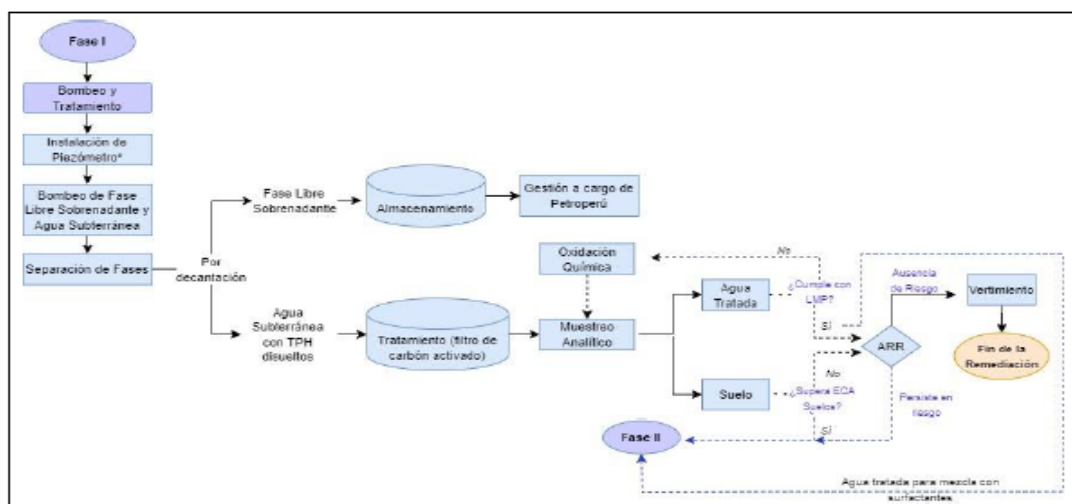 Fase I
Bombeo y
Tratamiento
Instalación de
Piezómetro*
Bombeo de Fase
Libre Sobrenadante y
Agua Subterránea
Separación de Fases
Por
decantación
Fase Libre
Sobrenadante
Almacenamiento
Gestión a cargo de
Petroperú
Agua
Subterránea
con TPH
disueltos
Tratamiento (filtro de
carbón activado)
Oxidación
Química
Muestreo
Analítico
Agua
Tratada
Suelo
No
¿Cumple con
LMP?
Sí
No
¿Supera ECA
Suelos?
Sí
ARR
Ausencia
de Riesgo
Vertimiento
Fin de la
Remediación
Persiste en
riesgo
Fase II
Agua tratada para mezcla con
surfactantes